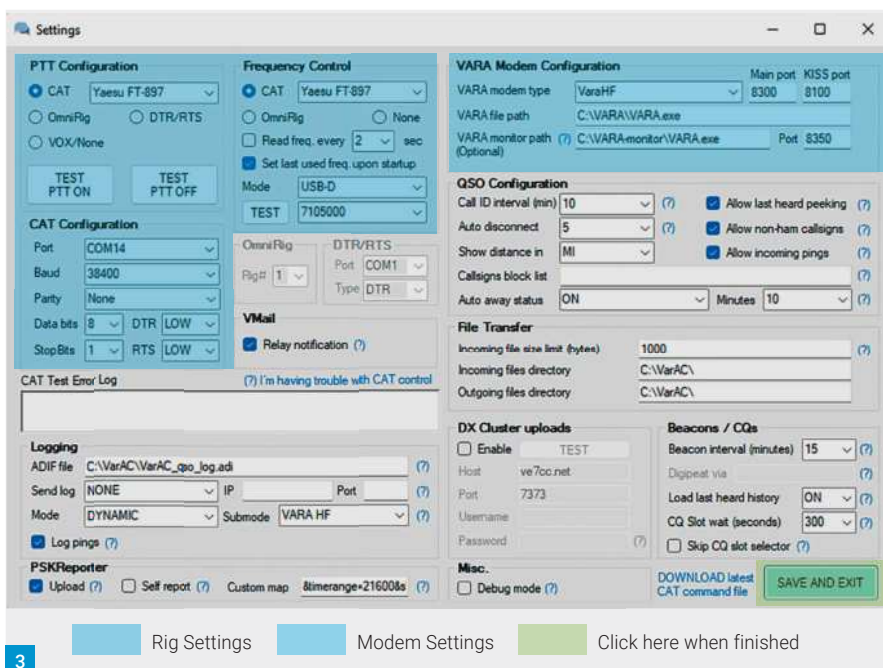 Settings
PTT Configuration
CAT Yaesu FT-897
OmniRig DTR/RTS
VOX/None
TEST PTT ON
TEST PTT OFF
CAT Configuration
Port COM14
Baud 38400
Parity None
Data bits 8 DTR LOW
StopBits 1 RTS LOW
Frequency Control
CAT Yaesu FT-897
OmniRig None
Read freq. every 2 sec
Set last used freq. upon startup
Mode USB-D
TEST 7105000
OmniRig
Rig# 1
DTR/RTS
Port COM1
Type DTR
VMail
Relay notification (?)
CAT Test Error Log (?) I'm having trouble with CAT control
Logging
ADIF file C:\VarAC\VarAC_qso_log.adi (?)
Send log NONE IP Port (?)
Mode DYNAMIC Submode VARA HF (?)
Log pings (?)
PSKReporter
Upload (?) Self report (?) Custom map &timerange=21600&s (?)
VARA Modem Configuration
Main port KISS port
VARA modem type VaraHF 8300 8100
VARA file path C:\VARA\VARA.exe
VARA monitor path (?) C:\VARA-monitor\VARA.exe Port 8350
(Optional)
QSO Configuration
Call ID interval (min) 10 (?) Allow last heard peeking (?)
Auto disconnect 5 (?) Allow non-ham callsigns (?)
Show distance in MI Allow incoming pings (?)
Callsigns block list (?)
Auto away status ON Minutes 10 (?)
File Transfer
Incoming file size limit (bytes) 1000 (?)
Incoming files directory C:\VarAC\
Outgoing files directory C:\VarAC\
DX Cluster uploads
Enable TEST
Host ve7cc.net
Port 7373
Username
Password (?)
Beacons / CQs
Beacon interval (minutes) 15 (?)
Digipeat via (?)
Load last heard history ON (?)
CQ Slot wait (seconds) 300 (?)
Skip CQ slot selector (?)
Misc.
Debug mode (?)
DOWNLOAD latest
CAT command file
SAVE AND EXIT
Rig Settings Modem Settings Click here when finished
3